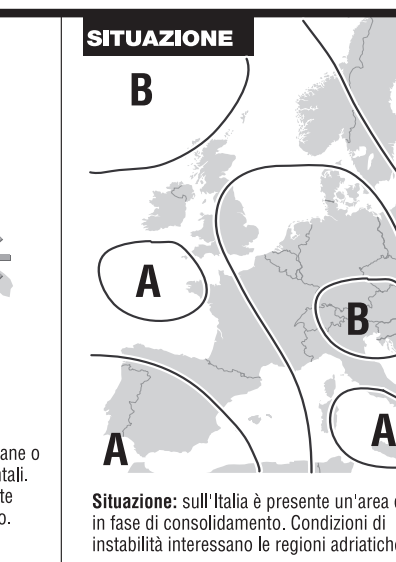 SITUAZIONE
B
A
B
A
A
ane o
tali.
te
o.
Situazione: sull'Italia è presente un'area
in fase di consolidamento. Condizioni di
instabilità interessano le regioni adriatich